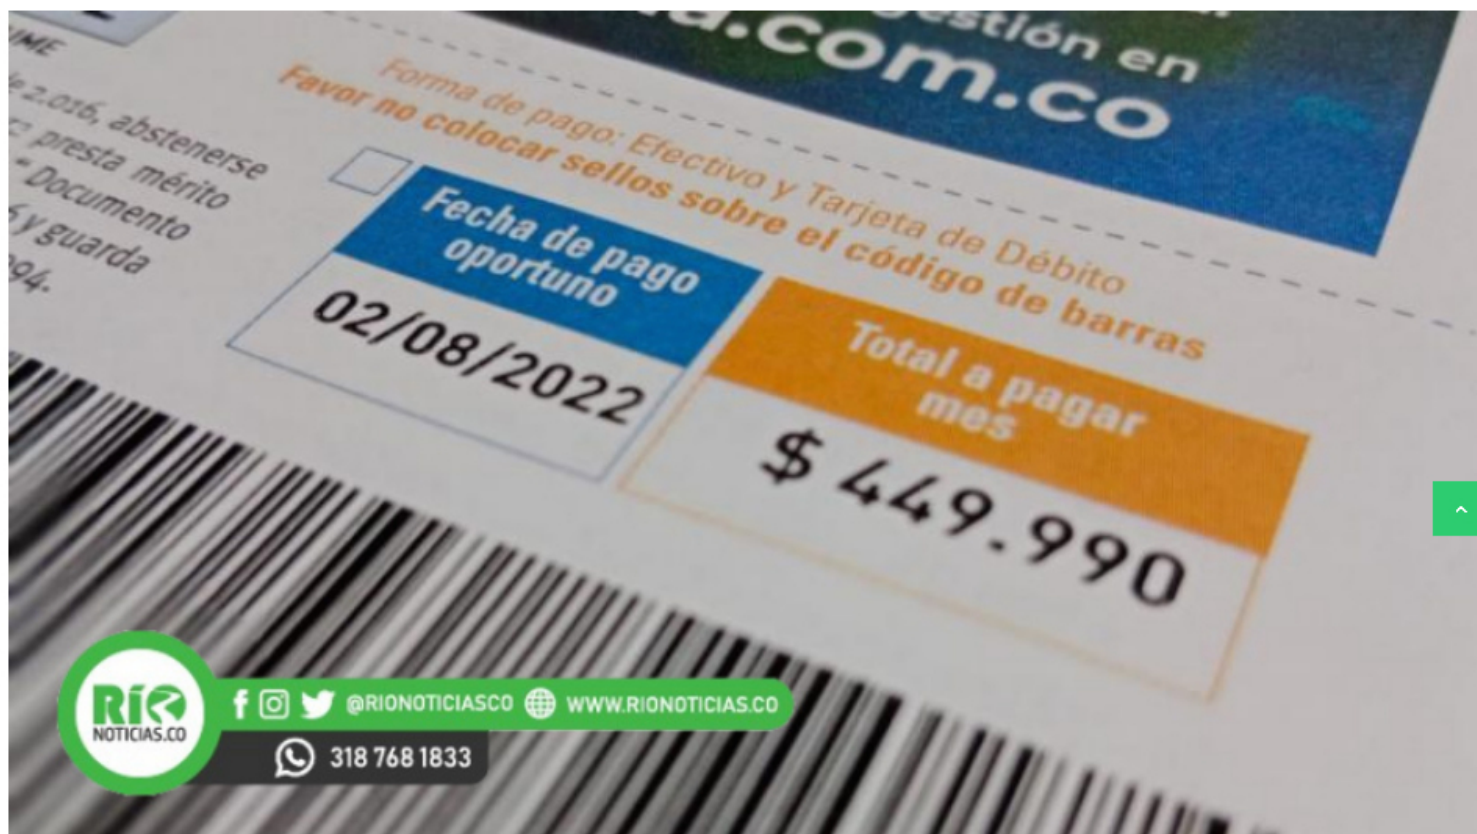 gestión en
.com.co
Forma de pago: Efectivo y Tarjeta de Débito
Favor no colocar sellos sobre el código de barras
2.016, abstenerse
presta mérito
" Documento
y guarda
94.
Fecha de pago
oportuno
02/08/2022
Total a pagar
mes
$ 449.990
RÍO
NOTICIAS.CO
@RIONOTICIASCO WWW.RIONOTICIAS.CO
318 768 1833